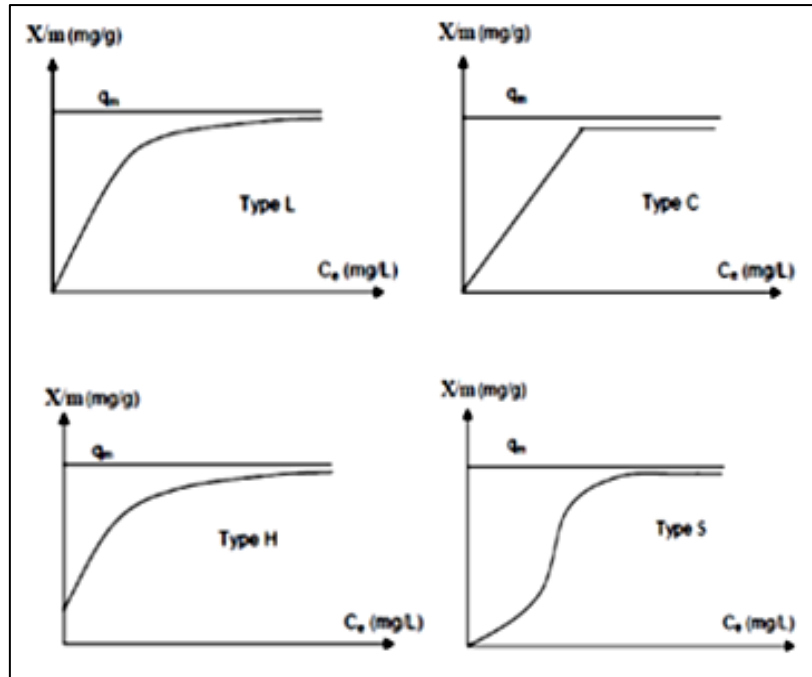 X/m (mg/g)
qm
Type L
Ce (mg/L)
X/m (mg/g)
qm
Type C
Ce (mg/L)
X/m (mg/g)
qm
Type H
Ce (mg/L)
X/m (mg/g)
qm
Type S
Ce (mg/L)